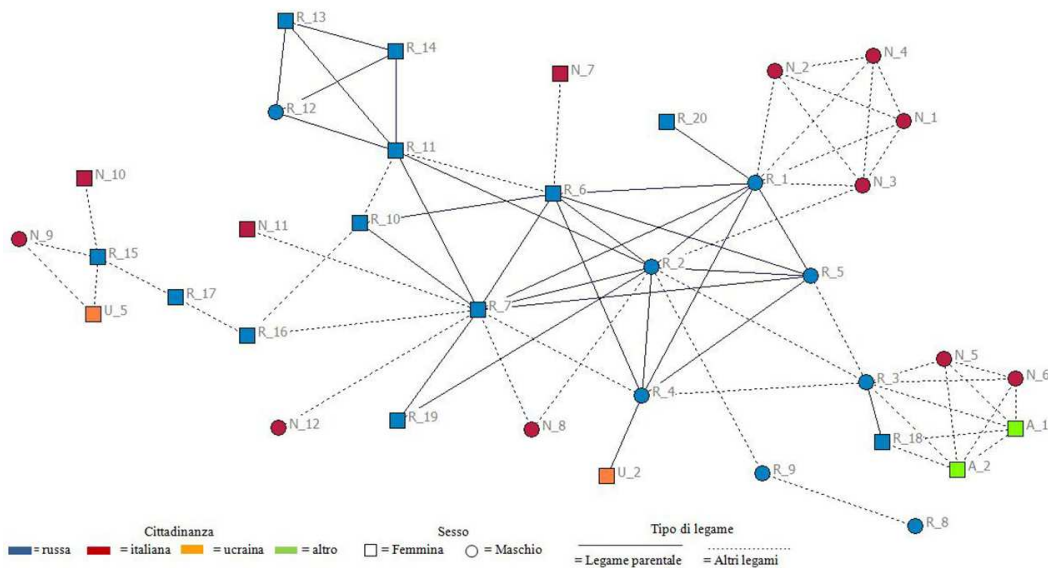 R_13
R_14
N_4
N_2
N_7
R_12
R_20
N_1
R_11
N_10
R_1
N_3
R_6
R_10
N_11
N_9
R_15
R_2
R_5
R_17
U_5
R_7
R_16
N_5
R_3
N_6
R_4
R_19
N_12
N_8
A_1
R_18
U_2
R_9
A_2
R_8
Cittadinanza
Sesso
Tipo di legame
= russa = italiana = ucraina = altro = Femmina = Maschio = Legame parentale = Altri legami